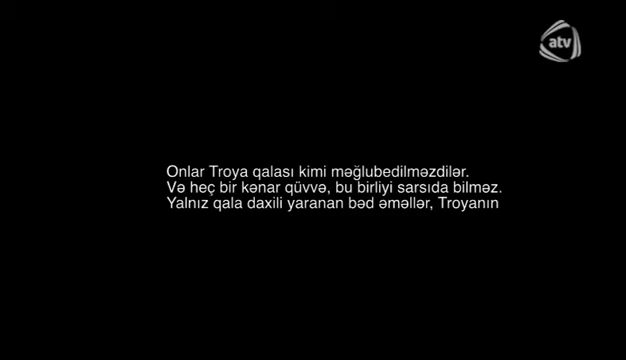 atv
Onlar Troya qalası kimi məğlubedilməzdilər.
Və heç bir kənar qüvvə, bu birliyi sarsıda bilməz.
Yalnız qala daxili yaranan bəd əməllər, Troyanın